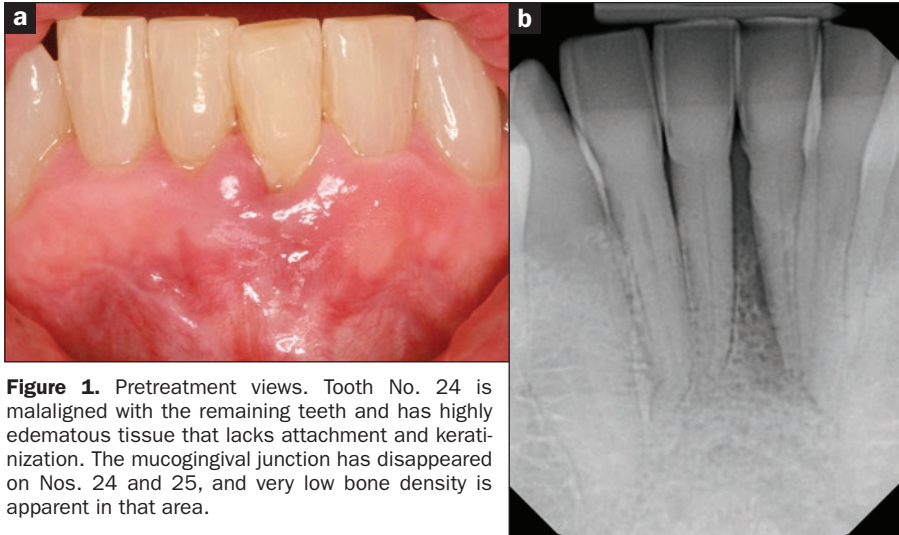 a
b
Figure 1. Pretreatment views. Tooth No. 24 is
malaligned with the remaining teeth and has highly
edematous tissue that lacks attachment and kerati-
nization. The mucogingival junction has disappeared
on Nos. 24 and 25, and very low bone density is
apparent in that area.